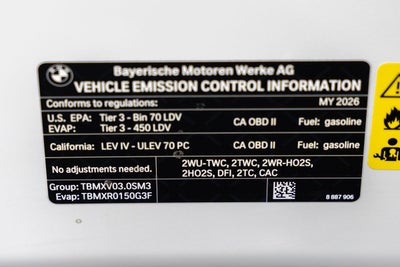 BMW
Bayerische Motoren Werke AG
VEHICLE EMISSION CONTROL INFORMATION
Conforms to regulations: MY 2026
U.S. EPA: Tier 3 - Bin 70 LDV CA OBD II Fuel: gasoline
EVAP: Tier 3 - 450 LDV
California: LEV IV - ULEV 70 PC CA OBD II Fuel: gasoline
No adjustments needed. 2WU-TWC, 2TWC, 2WR-HO2S,
2HO2S, DFI, 2TC, CAC
Group: TBMXV03.0SM3
Evap: TBMXR0150G3F 8 887 906